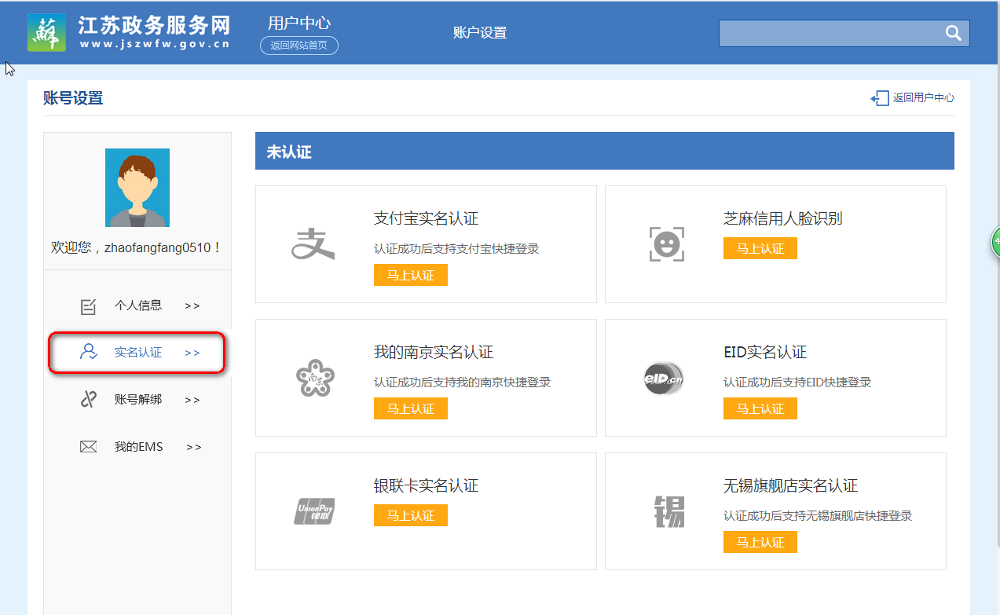 江苏政务服务网
www.jszwfw.gov.cn
用户中心
返回网站首页
账户设置
账号设置
返回用户中心
欢迎您，zhaofangfang0510！
个人信息 >>
实名认证 >>
账号解绑 >>
我的EMS >>
未认证
支
支付宝实名认证
认证成功后支持支付宝快捷登录
马上认证
芝麻信用人脸识别
马上认证
南京
我的南京实名认证
认证成功后支持我的南京快捷登录
马上认证
eID.cn
EID实名认证
认证成功后支持EID快捷登录
马上认证
UnionPay
银联
银联卡实名认证
马上认证
锡
无锡旗舰店实名认证
认证成功后支持无锡旗舰店快捷登录
马上认证